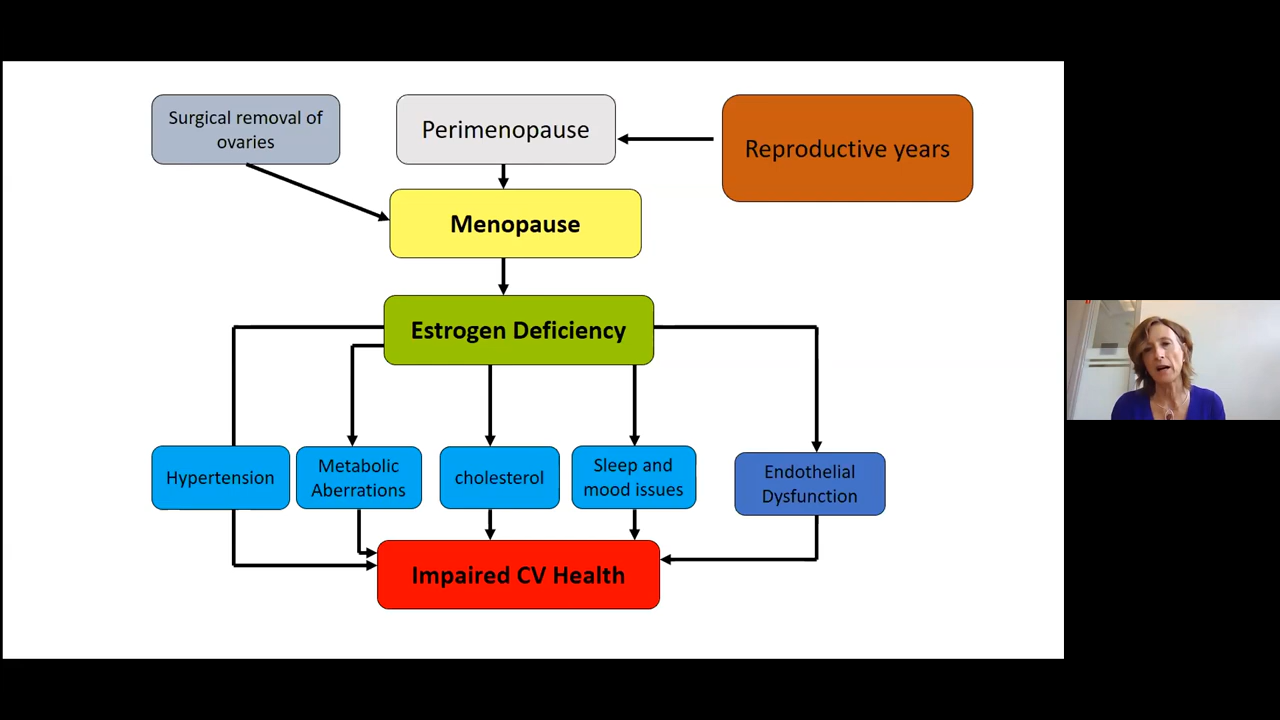 Surgical removal of
ovaries
Perimenopause
Reproductive years
Menopause
Estrogen Deficiency
Hypertension
Metabolic
Aberrations
cholesterol
Sleep and
mood issues
Endothelial
Dysfunction
Impaired CV Health